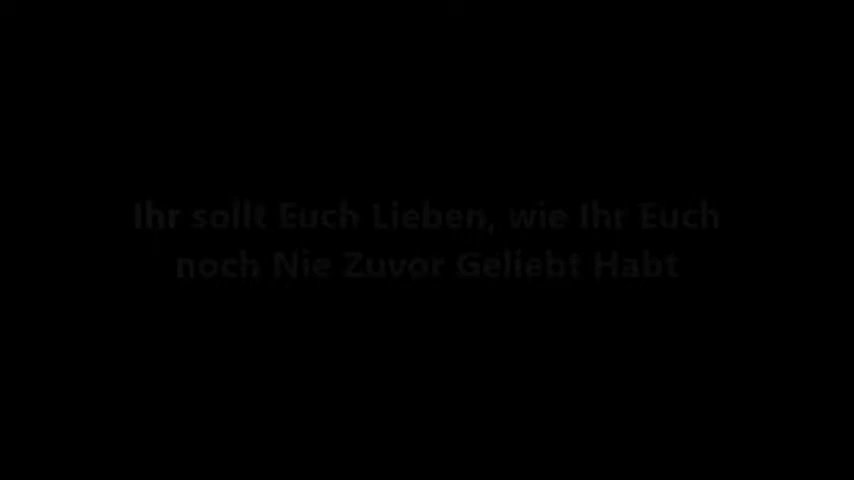 Ihr sollt Euch Lieben, wie Ihr Euch
noch Nie Zuvor Geliebt Habt